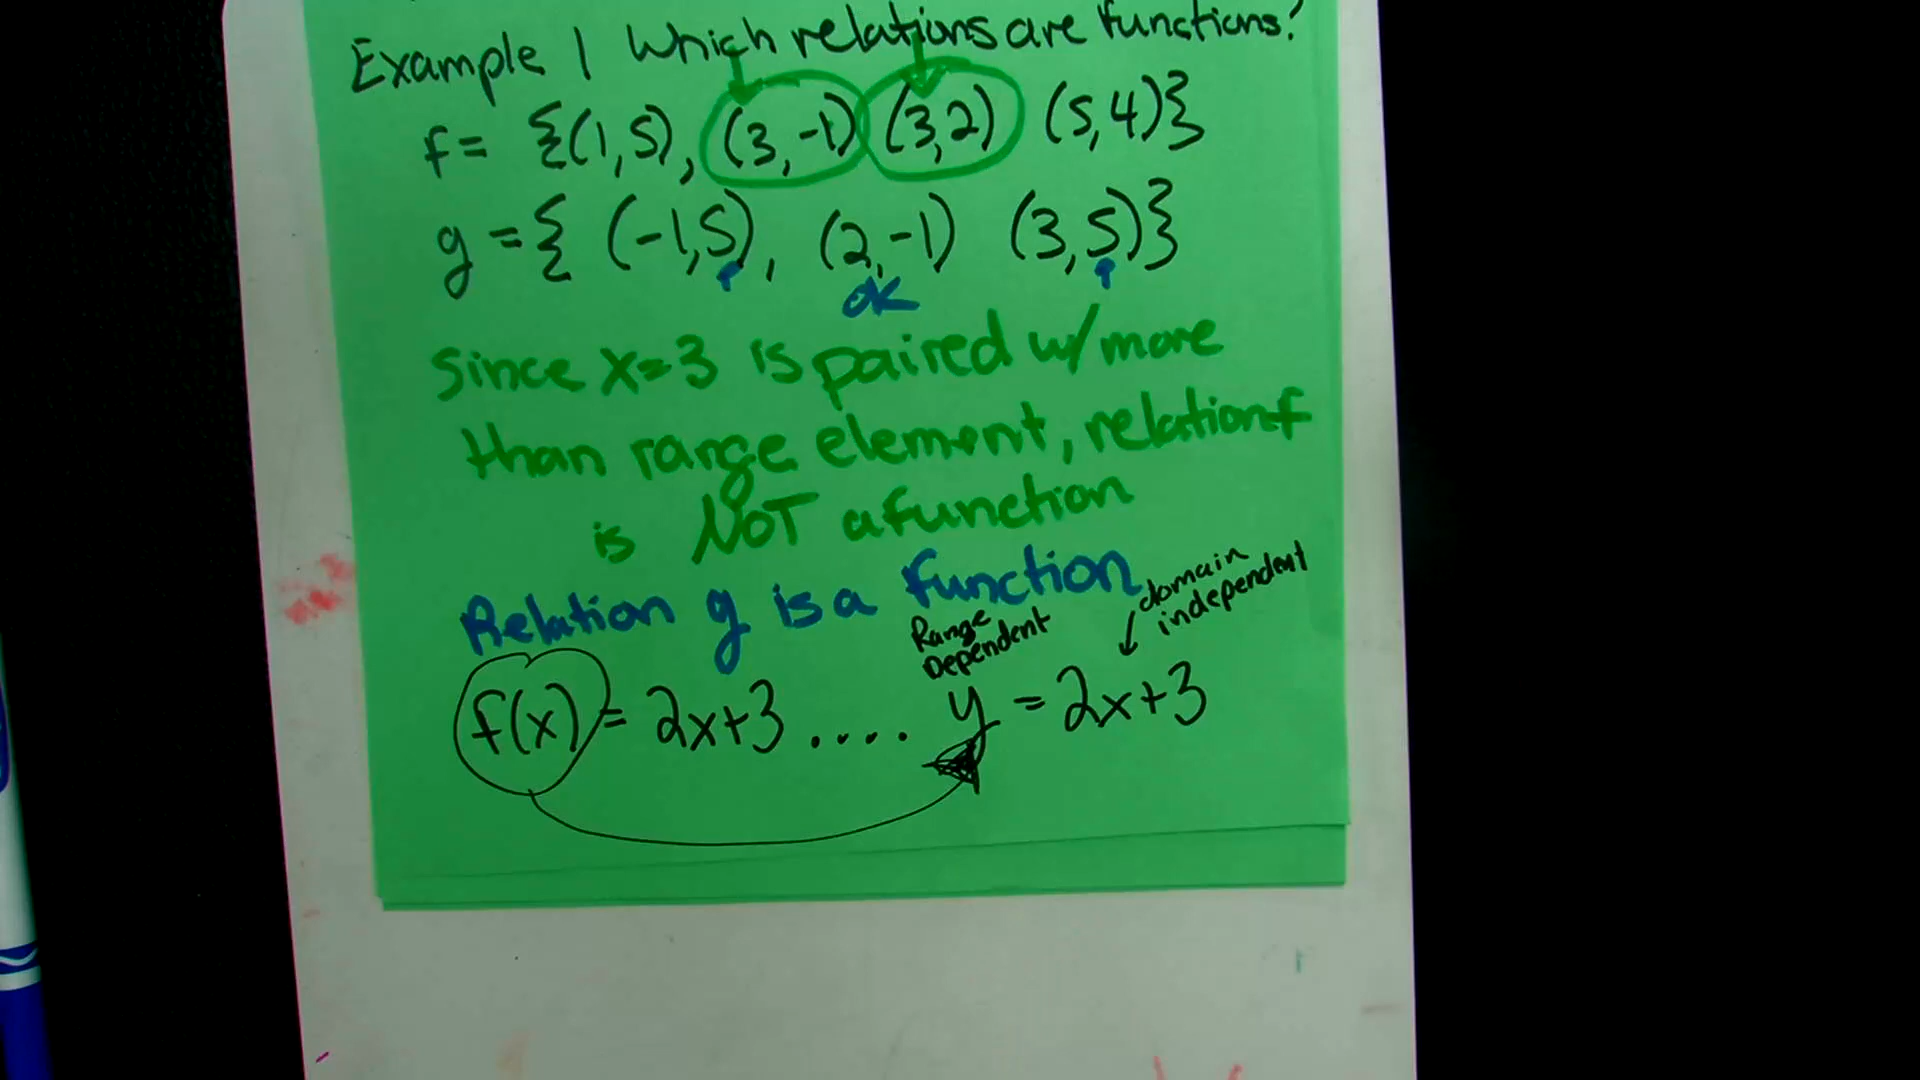 Example 1 Which relations are functions?
f = {(1,5), (3,-1) (3,2) (5,4)}
g = { (-1,5), (2,-1) (3,5)}
OK
Since x=3 is paired w/ more
than range element, relation f
is NOT a function
Relation g is a function
domain
independent
Range
Dependent
f(x) = 2x+3 .... y = 2x+3